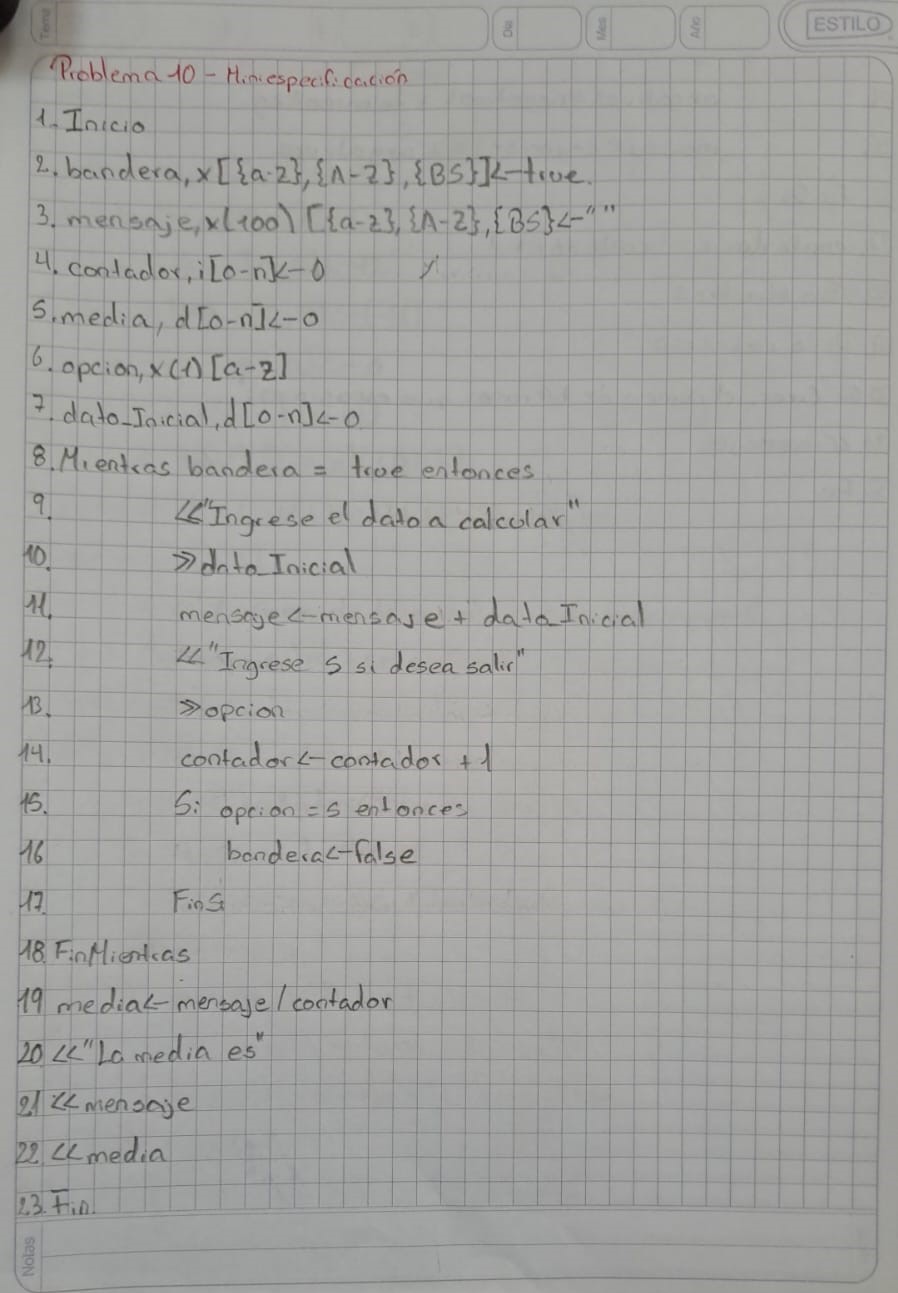 Tema
Dia
Mes
Año
ESTILO
Problema 10 - Miniespecificación
1. Inicio
2. bandera, x[{a-z},{A-Z},{BS}]<-true.
3. mensaje, x(100) [{a-z},{A-Z},{BS}<-""
4. contador, i[0-n]<-0
5. media, d[0-n]<-0
6. opcion, x(1) [a-z]
7. dato_Inicial, d[0-n]<-0
8. Mientras bandera = true entonces
9. <<"Ingrese el dato a calcular"
10. >>dato_Inicial
11. mensaje<-mensaje + data Inicial
12. <<"Ingrese s si desea salir"
13. >>opcion
14. contador<-contador + 1
15. Si opcion = s entonces
16 bandera<-false
17. FinSi
18. FinMientras
19 media<-mensaje/contador
20 <<"La media es"
21 <<mensaje
22. <<media
23. Fin.
Notas